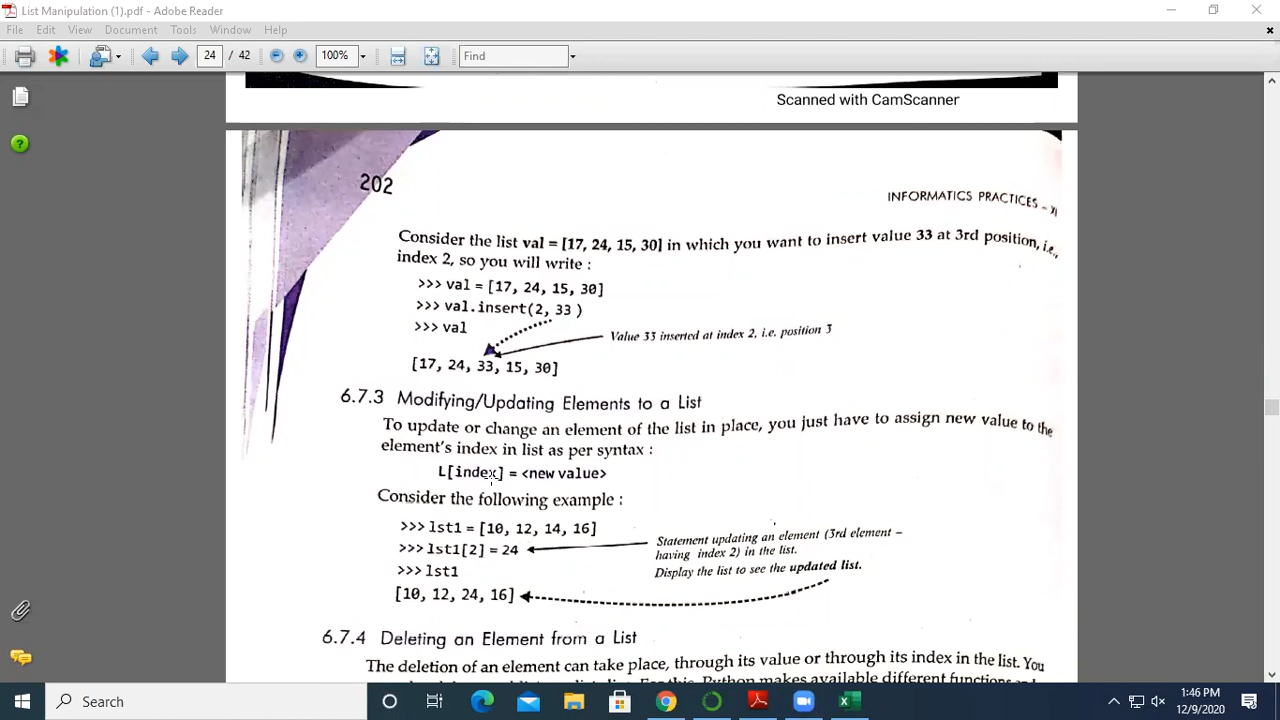 List Manipulation (1).pdf - Adobe Reader
File Edit View Document Tools Window Help
24 / 42 100% Find
Scanned with CamScanner
202
INFORMATICS PRACTICES – XI
Consider the list val = [17, 24, 15, 30] in which you want to insert value 33 at 3rd position, i.e.,
index 2, so you will write :
>>> val = [17, 24, 15, 30]
>>> val.insert(2, 33 )
>>> val
Value 33 inserted at index 2, i.e. position 3
[17, 24, 33, 15, 30]
6.7.3 Modifying/Updating Elements to a List
To update or change an element of the list in place, you just have to assign new value to the
element's index in list as per syntax :
L[index] = <new value>
Consider the following example :
>>> lst1 = [10, 12, 14, 16]
>>> lst1[2] = 24
Statement updating an element (3rd element –
having index 2) in the list.
>>> lst1
Display the list to see the updated list.
[10, 12, 24, 16]
6.7.4 Deleting an Element from a List
The deletion of an element can take place, through its value or through its index in the list. You
Python makes available different functions
Search
1:46 PM
12/9/2020